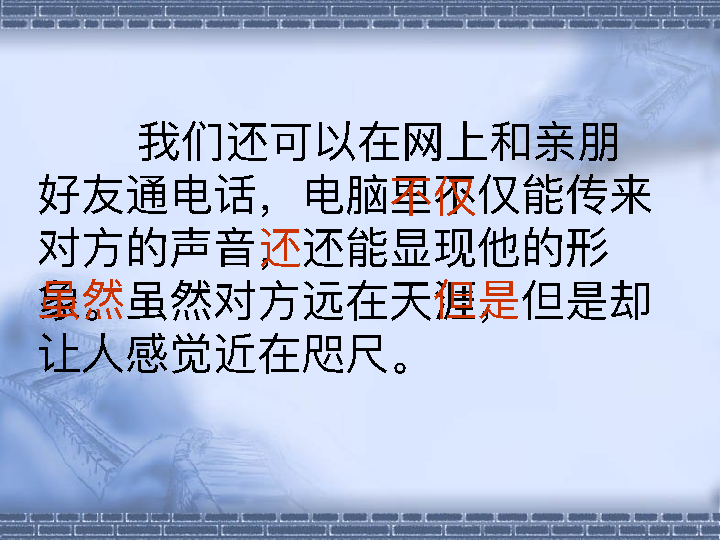 我们还可以在网上和亲朋
好友通电话，电脑里不仅能传来
对方的声音，还能显现他的形
象。虽然对方远在天涯，但是却
让人感觉近在咫尺。
不仅
还
虽然
但是